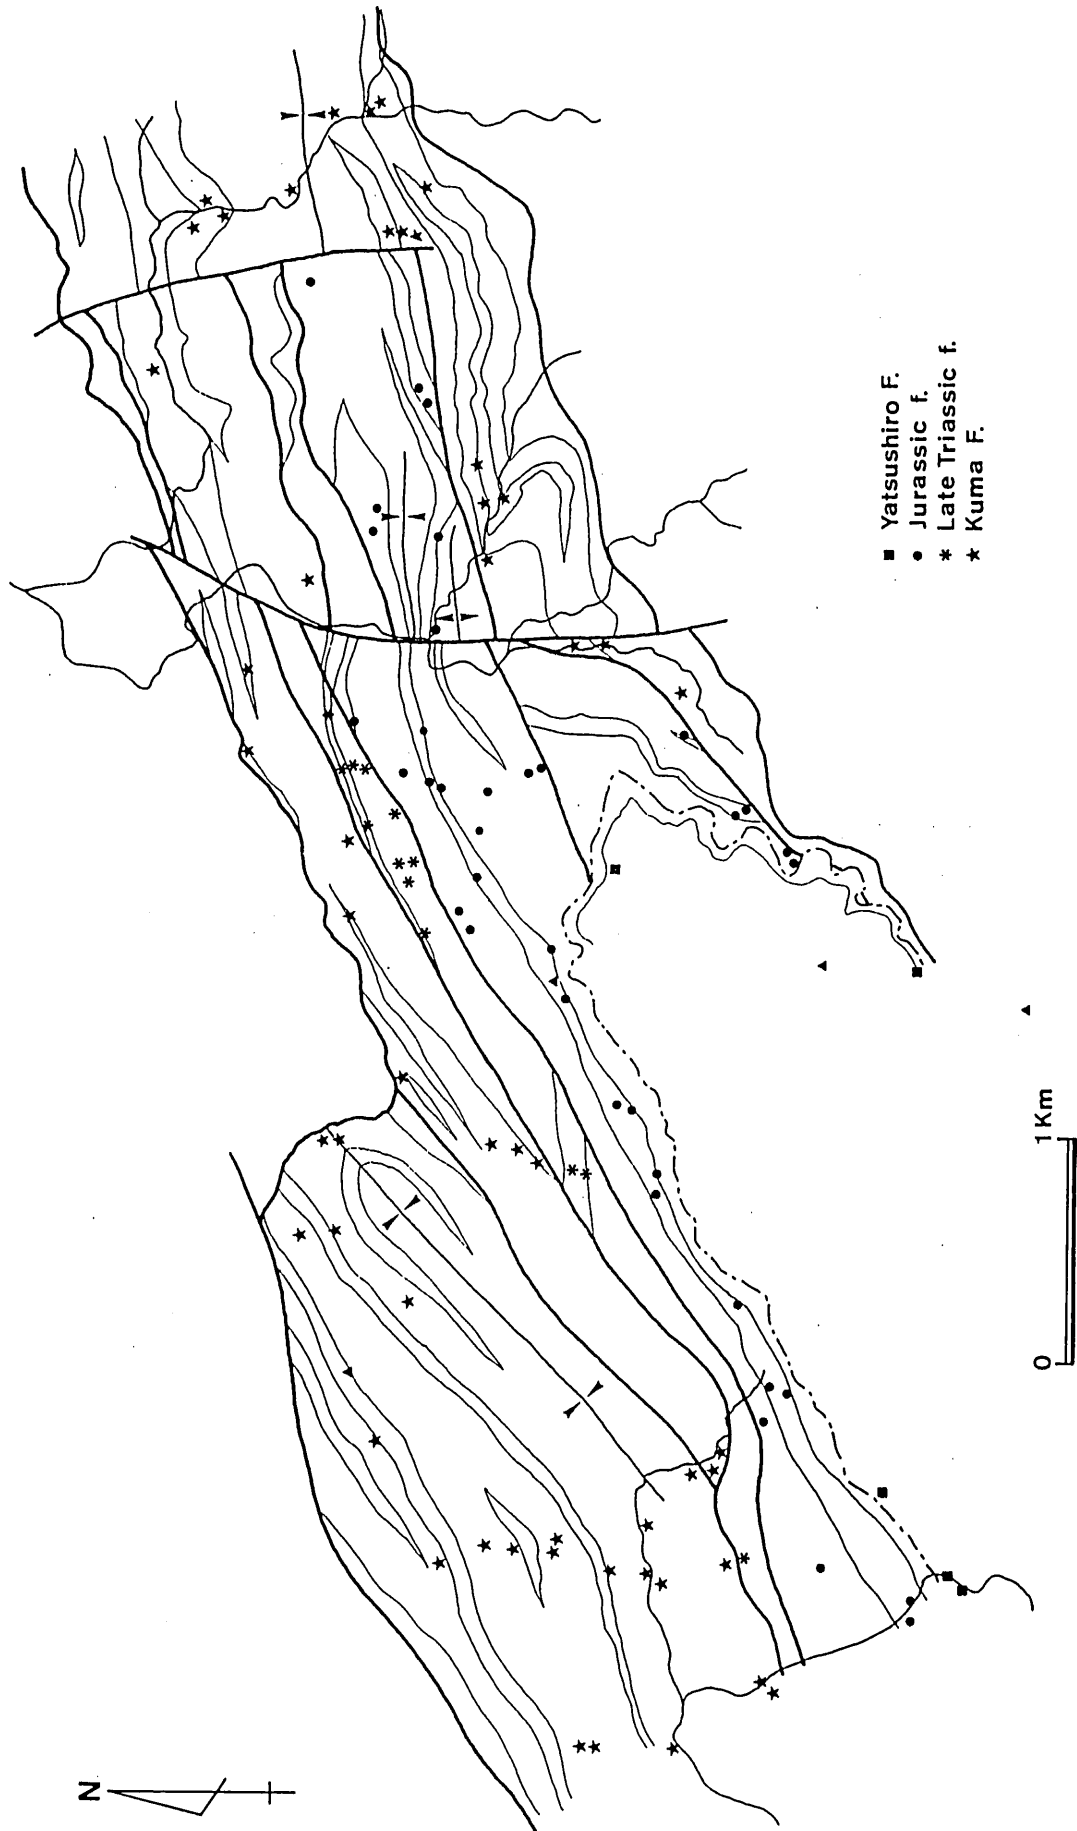 N
■ Yatsushiro F.
● Jurassic f.
* Late Triassic f.
★ Kuma F.
0 1Km